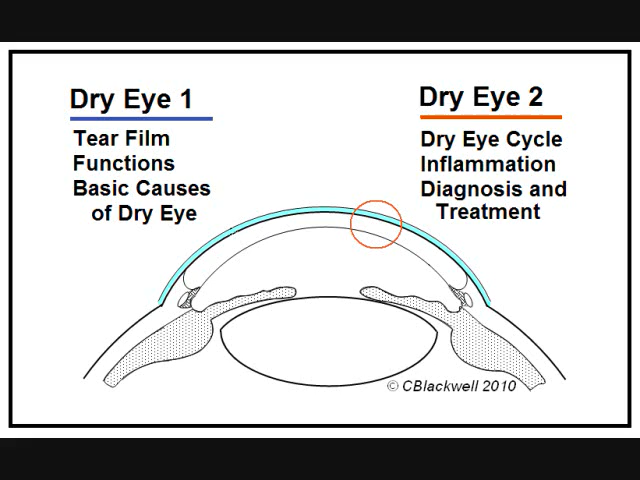 Dry Eye 1
Tear Film
Functions
Basic Causes
of Dry Eye
Dry Eye 2
Dry Eye Cycle
Inflammation
Diagnosis and
Treatment
© CBlackwell 2010